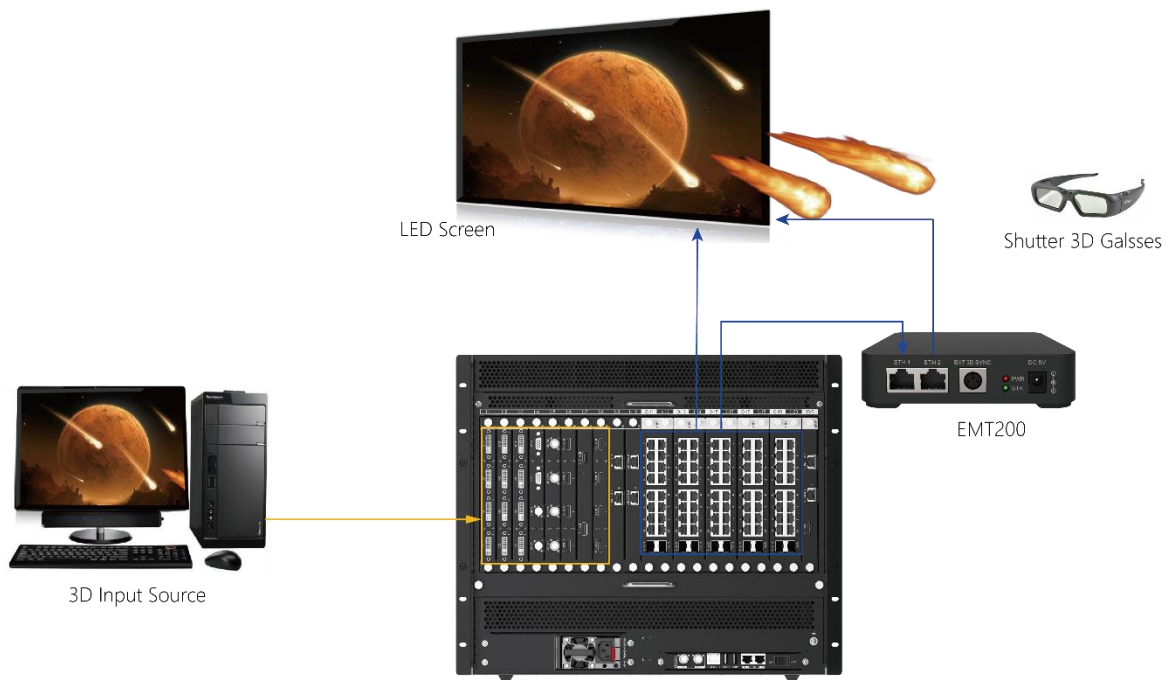 LED Screen
Shutter 3D Galsses
ETH 1 ETH 2 EXT 3D SYNC DC 5V
PWR
STA
EMT200
3D Input Source